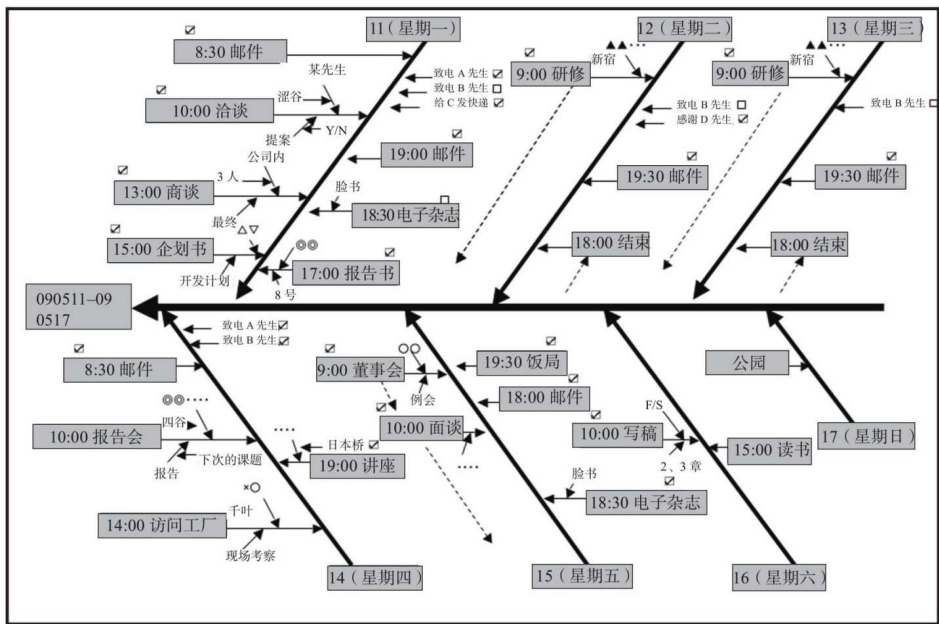 11（星期一）
8:30 邮件
某先生
涩谷
10:00 洽谈
提案
Y/N
公司内
3 人
13:00 商谈
最终
△▽
15:00 企划书
开发计划
致电 A 先生☑
致电 B 先生□
给 C 发快递☑
19:00 邮件
脸书
18:30 电子杂志
◎◎
17:00 报告书
8 号
12（星期二）
▲▲····
新宿
9:00 研修
致电 B 先生□
感谢 D 先生☑
19:30 邮件
18:00 结束
13（星期三）
▲▲····
新宿
9:00 研修
致电 B 先生□
19:30 邮件
18:00 结束
090511–09
0517
致电 A 先生☑
致电 B 先生☑
8:30 邮件
◎◎····
四谷
10:00 报告会
报告
下次的课题
····
日本桥☑
19:00 讲座
×○
千叶
14:00 访问工厂
现场考察
14（星期四）
○○
9:00 董事会
例会
10:00 面谈
····
19:30 饭局
18:00 邮件
脸书
18:30 电子杂志
15（星期五）
F/S
10:00 写稿
2、3 章
15:00 读书
16（星期六）
公园
17（星期日）